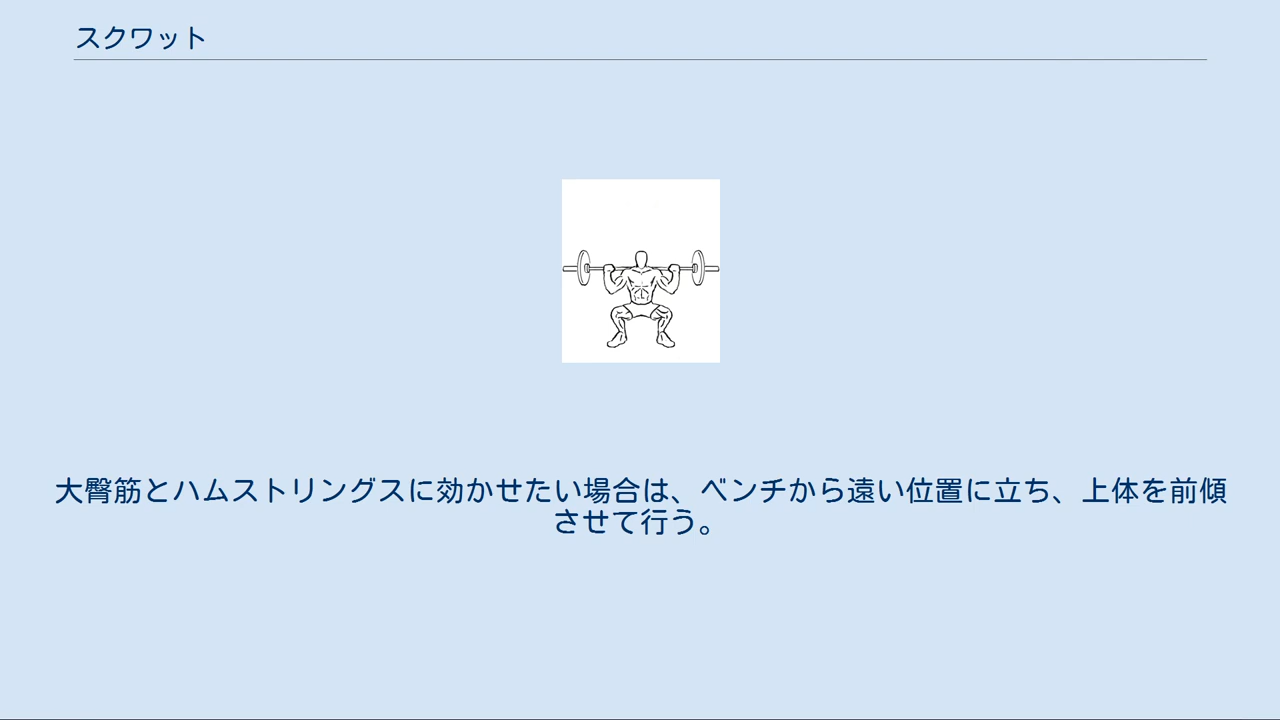 スクワット
大臀筋とハムストリングスに効かせたい場合は、ベンチから遠い位置に立ち、上体を前傾
させて行う。